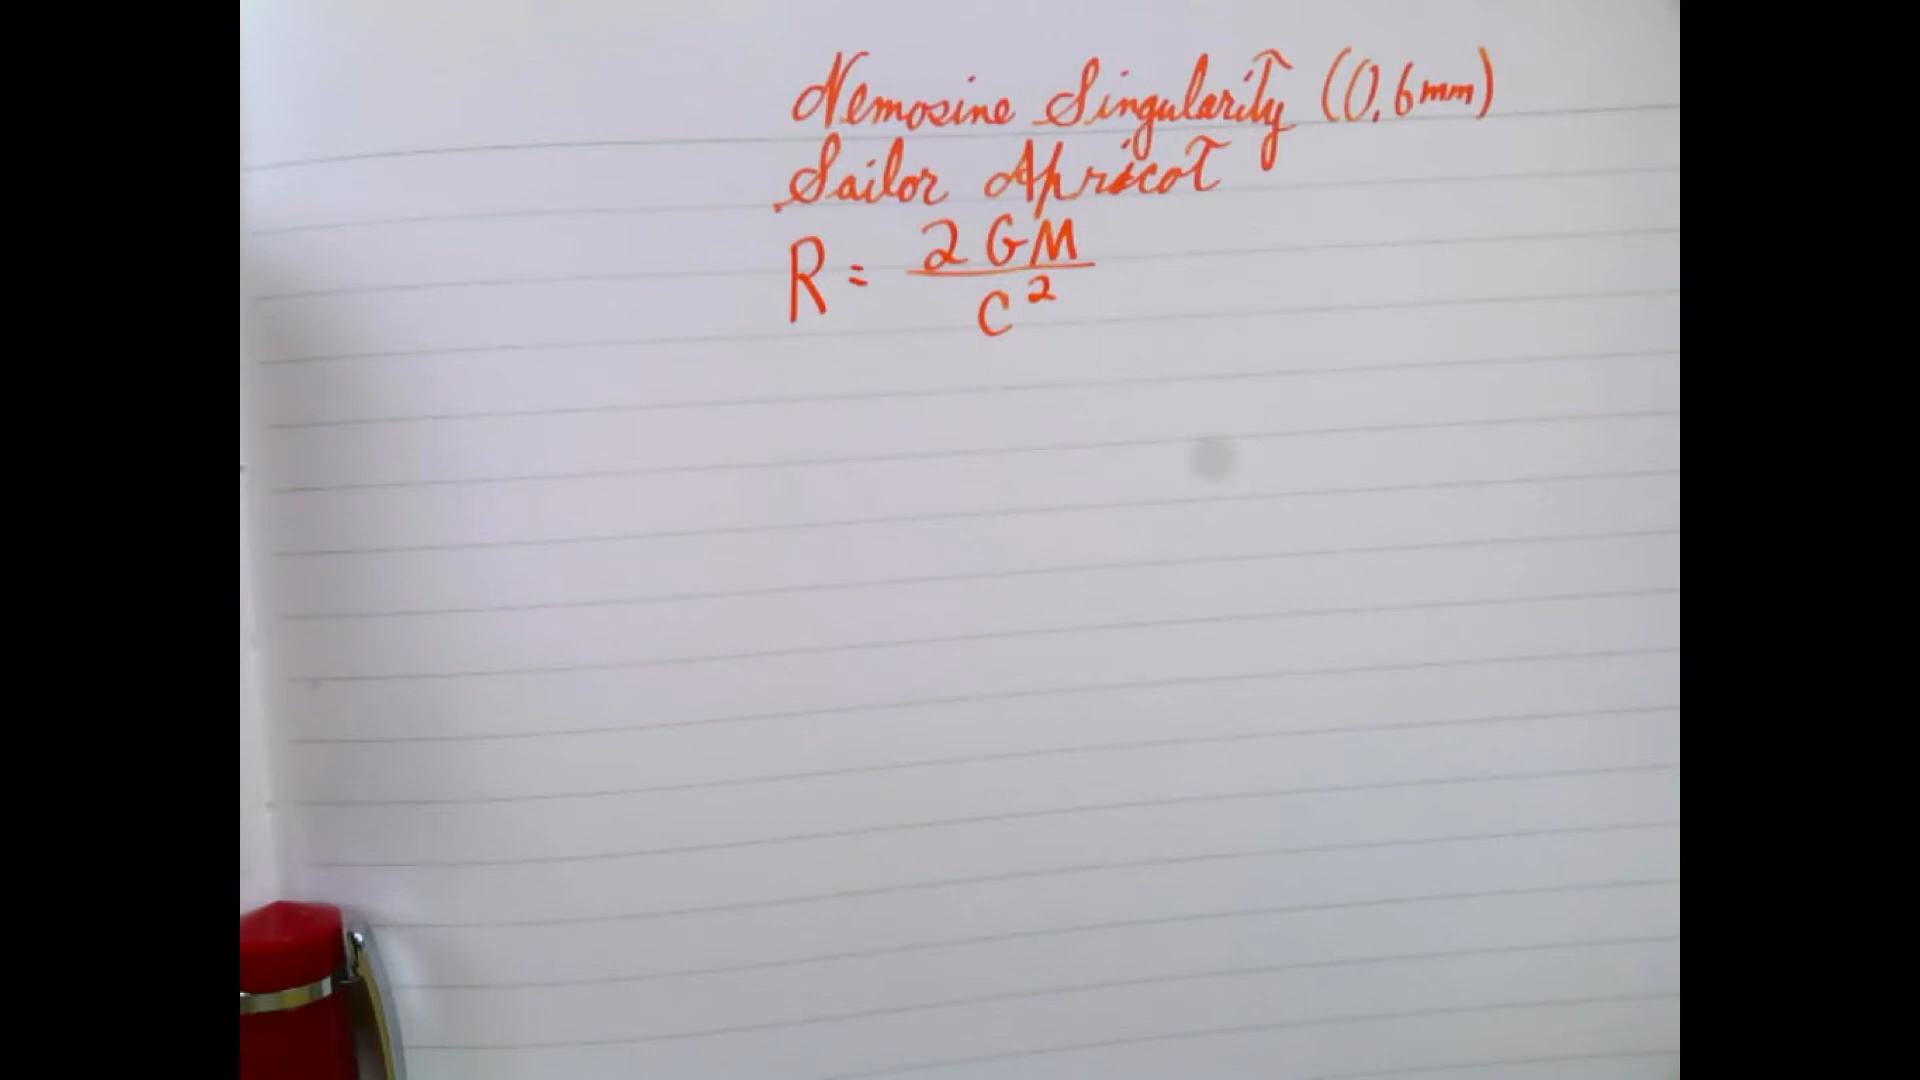 Nemosine Singularity (0.6mm)
Sailor Apricot
R = 2GM / c²